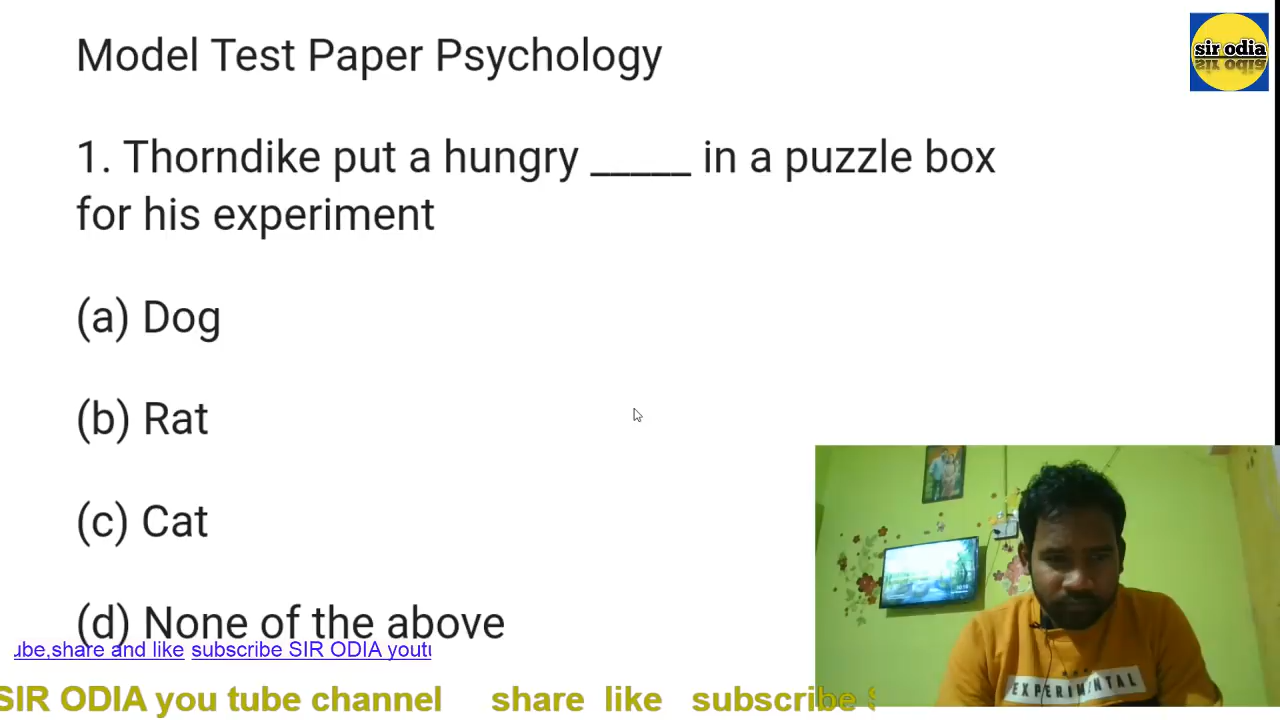 Model Test Paper Psychology
sir odia
1. Thorndike put a hungry _____ in a puzzle box
for his experiment
(a) Dog
(b) Rat
(c) Cat
(d) None of the above
ube,share and like subscribe SIR ODIA yout
SIR ODIA you tube channel share like subscribe S
EXPERIMENTAL